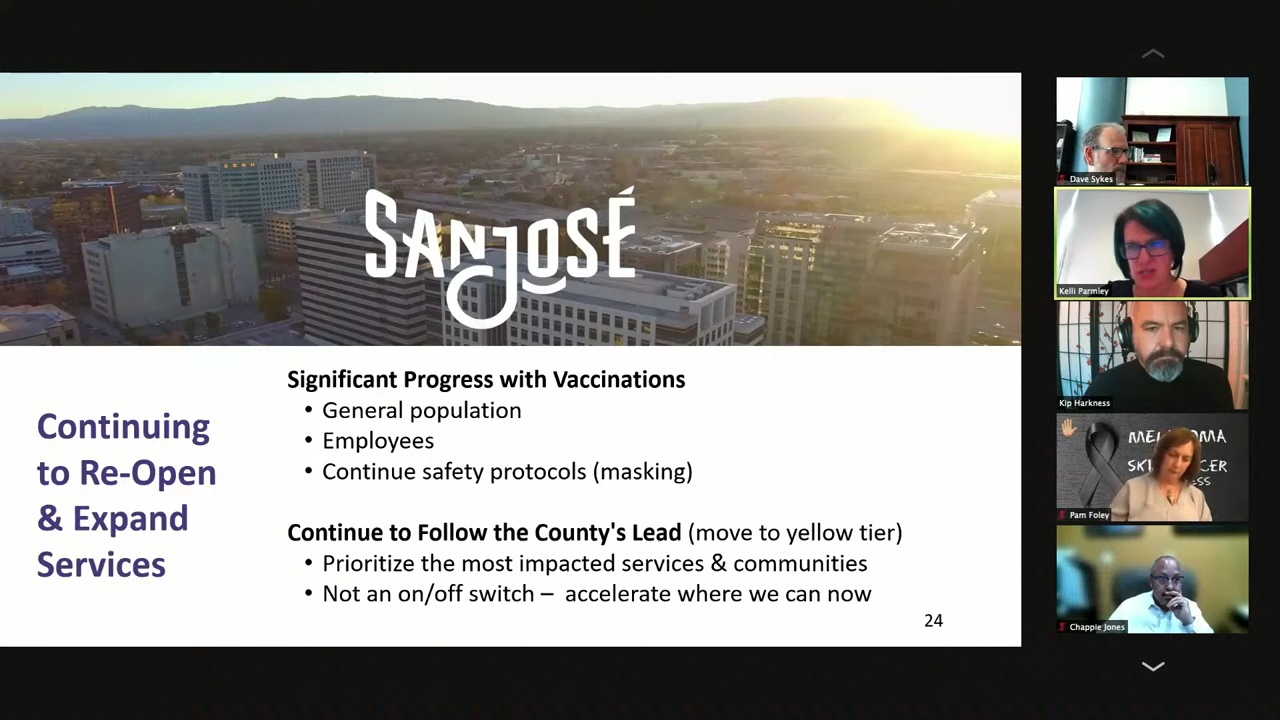 SAN JOSÉ
Continuing
to Re-Open
& Expand
Services
Significant Progress with Vaccinations
• General population
• Employees
• Continue safety protocols (masking)
Continue to Follow the County's Lead (move to yellow tier)
• Prioritize the most impacted services & communities
• Not an on/off switch – accelerate where we can now
24
Dave Sykes
Kelli Parmley
Kip Harkness
Pam Foley
Chappie Jones